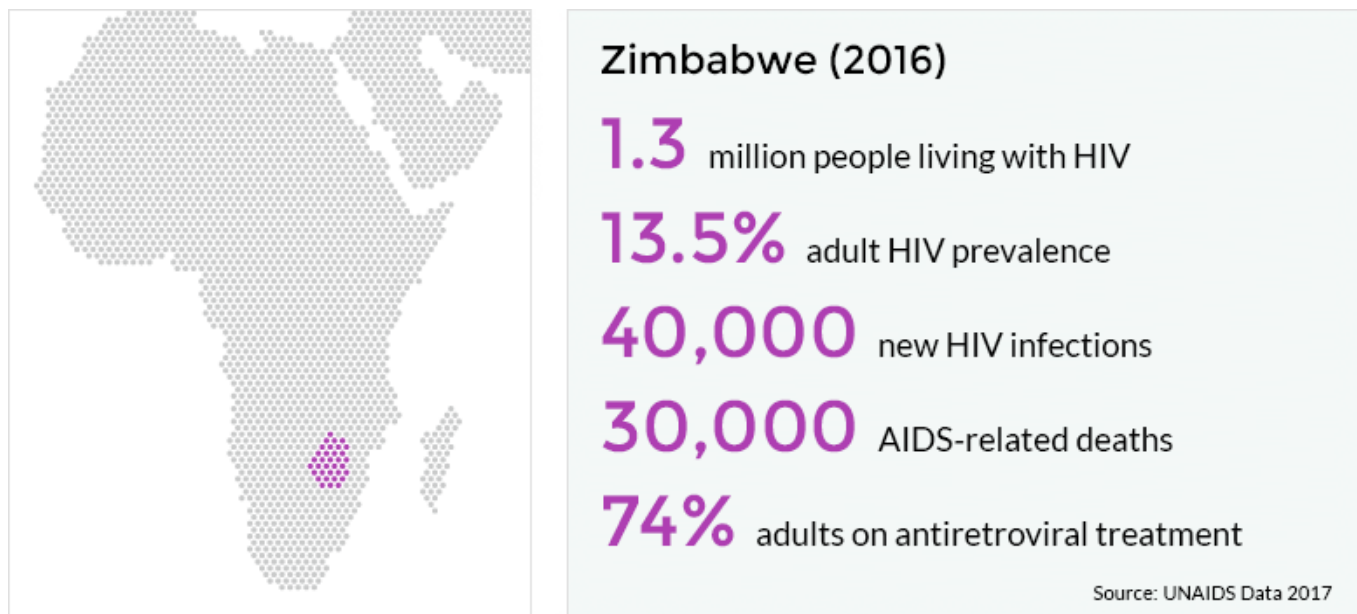 Zimbabwe (2016)
1.3 million people living with HIV
13.5% adult HIV prevalence
40,000 new HIV infections
30,000 AIDS-related deaths
74% adults on antiretroviral treatment
Source: UNAIDS Data 2017